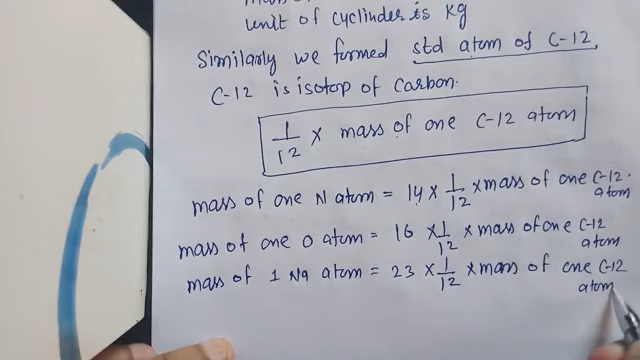 unit of cyclinder is kg
Similarly we formed std atom of C-12.
C-12 is isotop of Carbon.
1/12 × mass of one C-12 atom
mass of one N atom = 14 × 1/12 × mass of one C-12 atom
mass of one O atom = 16 × 1/12 × mass of one C-12 atom
mass of 1 Na atom = 23 × 1/12 × mass of one C-12 atom